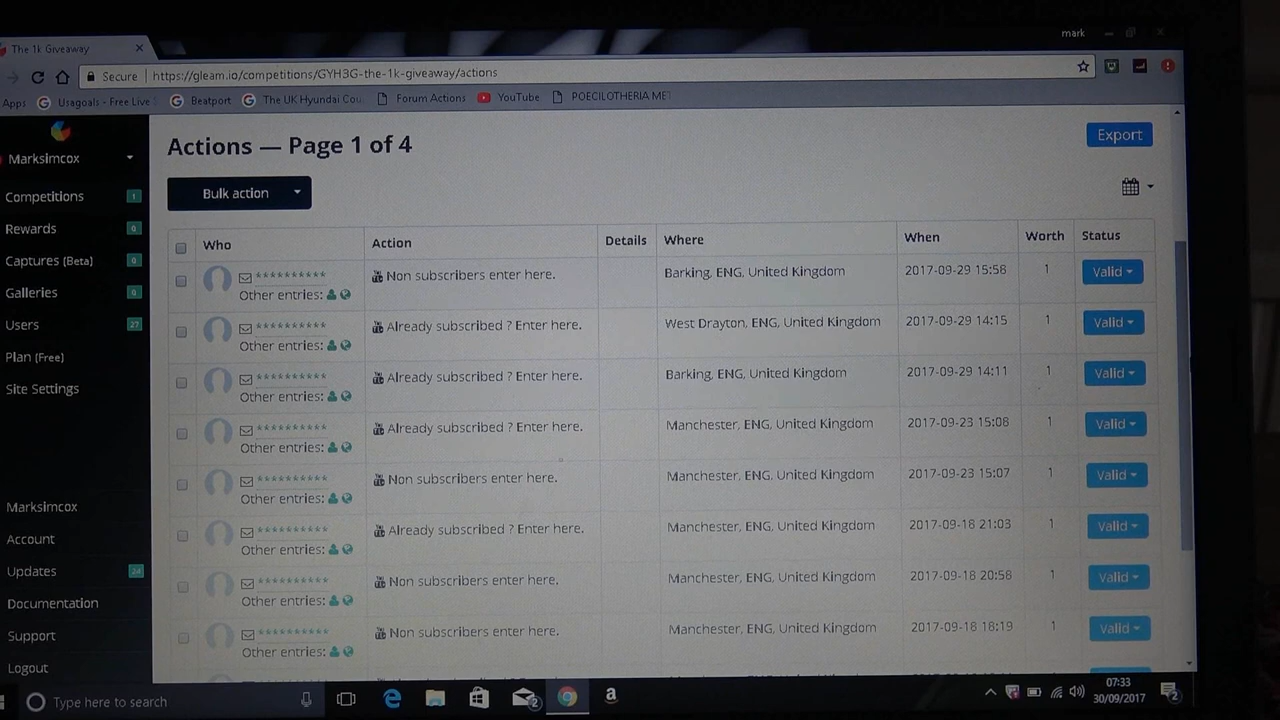 The 1k Giveaway
mark
Secure https://gleam.io/competitions/GYH3G-the-1k-giveaway/actions
Apps Usagoals - Free Live Beatport The UK Hyundai Cou Forum Actions YouTube POECILOTHERIA MET
Marksimcox
Competitions 1
Rewards 0
Captures (Beta) 0
Galleries 0
Users 27
Plan (Free)
Site Settings
Marksimcox
Account
Updates 24
Documentation
Support
Logout
Actions — Page 1 of 4
Export
Bulk action
Who Action Details Where When Worth Status
********** Non subscribers enter here. Barking, ENG, United Kingdom 2017-09-29 15:58 1 Valid
Other entries:
********** Already subscribed ? Enter here. West Drayton, ENG, United Kingdom 2017-09-29 14:15 1 Valid
Other entries:
********** Already subscribed ? Enter here. Barking, ENG, United Kingdom 2017-09-29 14:11 1 Valid
Other entries:
********** Already subscribed ? Enter here. Manchester, ENG, United Kingdom 2017-09-23 15:08 1 Valid
Other entries:
********** Non subscribers enter here. Manchester, ENG, United Kingdom 2017-09-23 15:07 1 Valid
Other entries:
********** Already subscribed ? Enter here. Manchester, ENG, United Kingdom 2017-09-18 21:03 1 Valid
Other entries:
********** Non subscribers enter here. Manchester, ENG, United Kingdom 2017-09-18 20:58 1 Valid
Other entries:
********** Non subscribers enter here. Manchester, ENG, United Kingdom 2017-09-18 18:19 1 Valid
Other entries:
Type here to search 2 a 07:33 2
30/09/2017